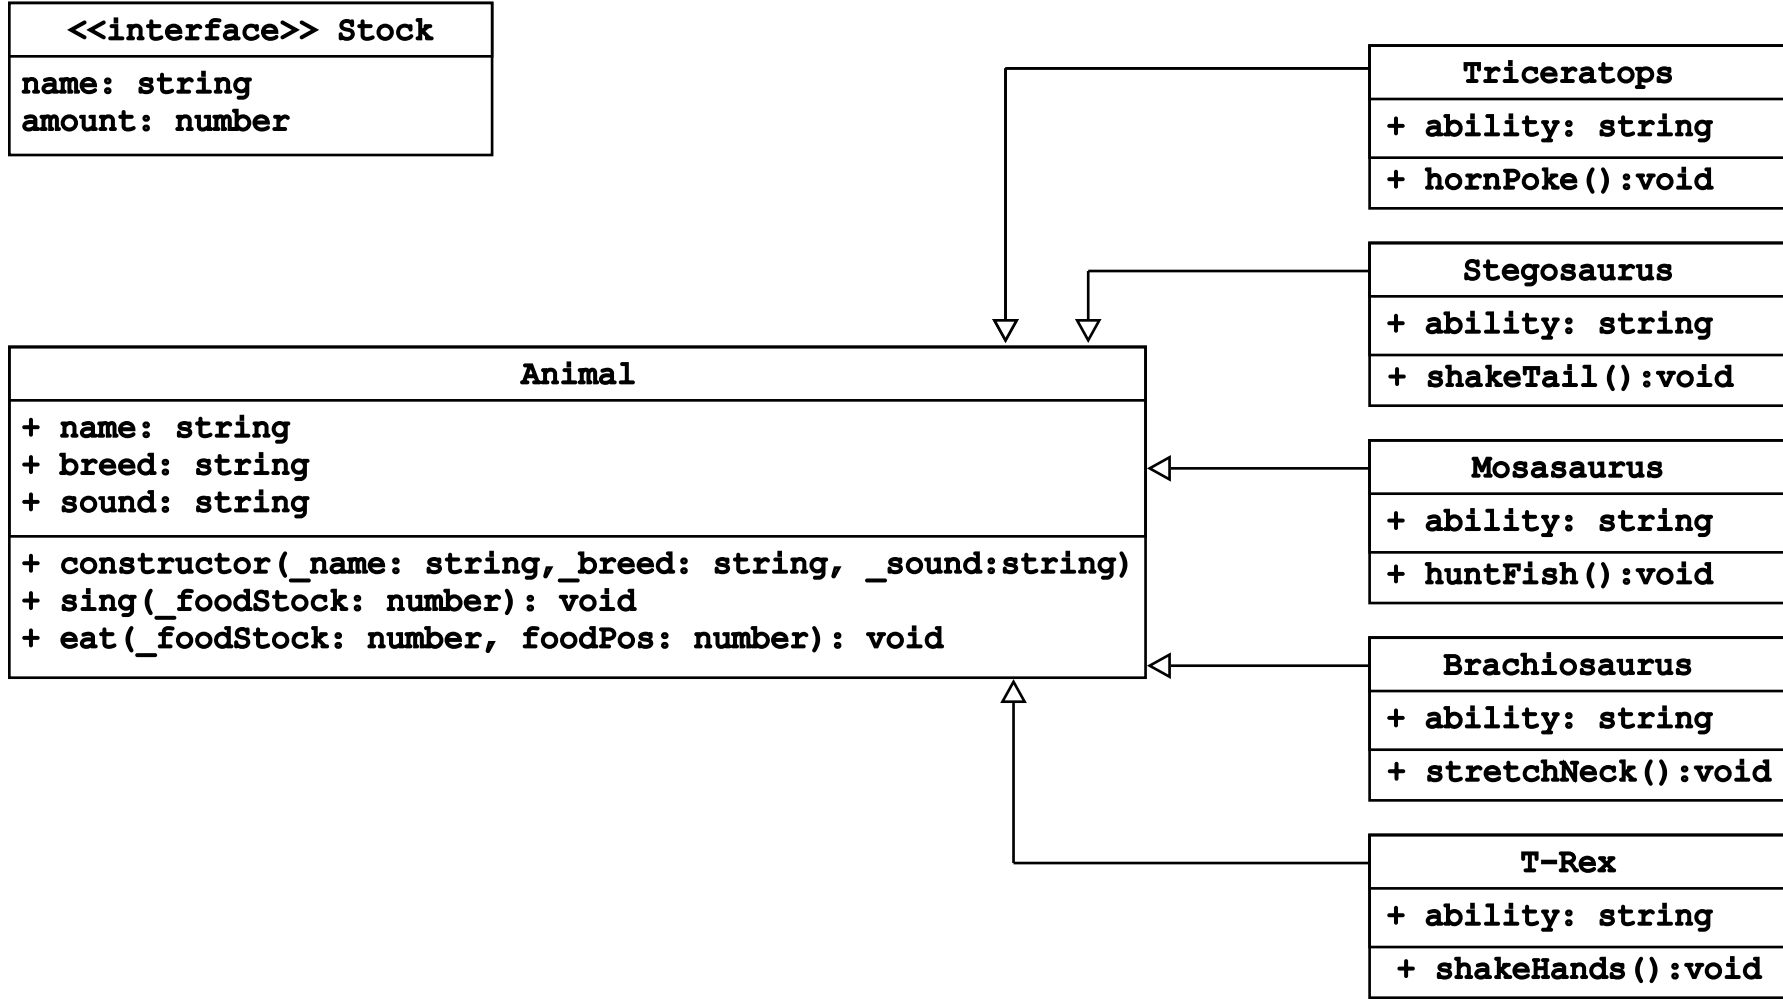 <<interface>> Stock
name: string
amount: number
Triceratops
+ ability: string
+ hornPoke():void
Stegosaurus
+ ability: string
+ shakeTail():void
Animal
+ name: string
+ breed: string
+ sound: string
+ constructor(_name: string,_breed: string, _sound:string)
+ sing(_foodStock: number): void
+ eat(_foodStock: number, foodPos: number): void
Mosasaurus
+ ability: string
+ huntFish():void
Brachiosaurus
+ ability: string
+ stretchNeck():void
T-Rex
+ ability: string
+ shakeHands():void